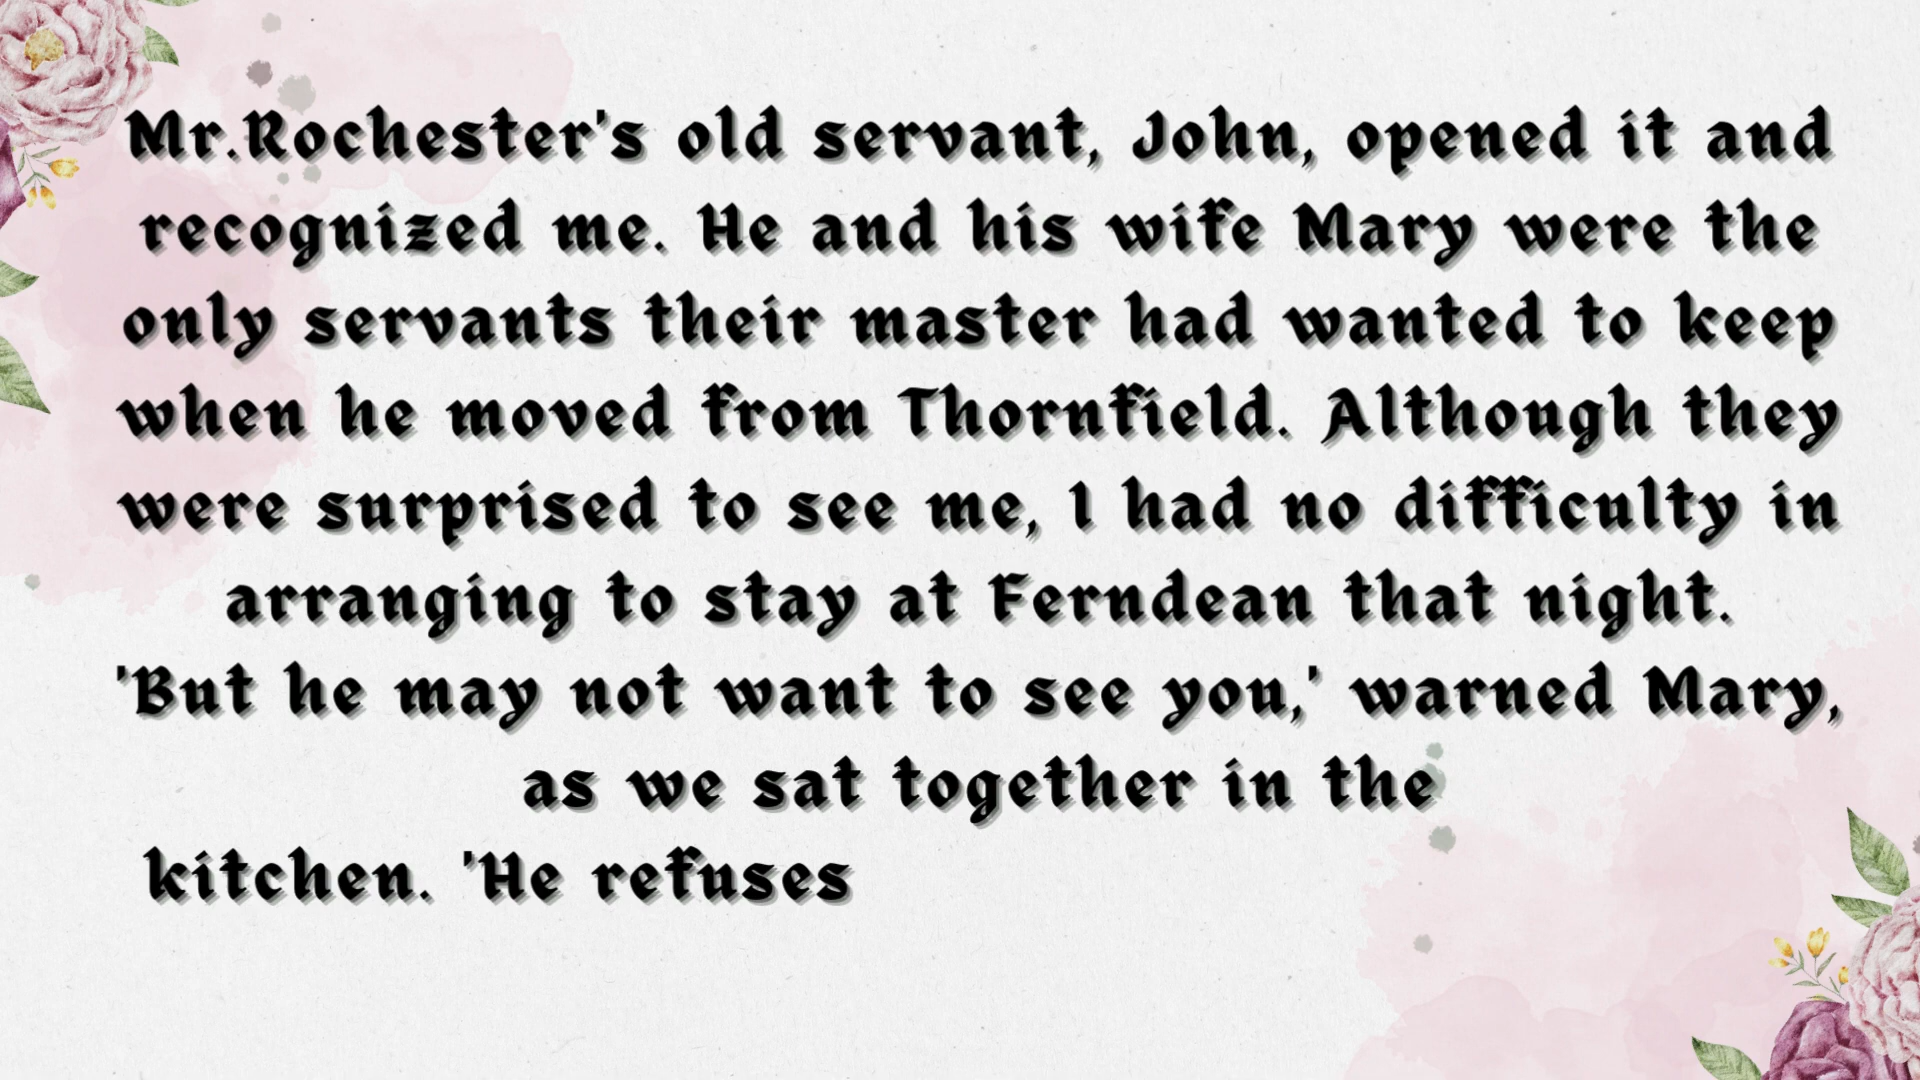 Mr.Rochester's old servant, John, opened it and
recognized me. He and his wife Mary were the
only servants their master had wanted to keep
when he moved from Thornfield. Although they
were surprised to see me, I had no difficulty in
arranging to stay at Ferndean that night.
'But he may not want to see you,' warned Mary,
as we sat together in the
kitchen. 'He refuses